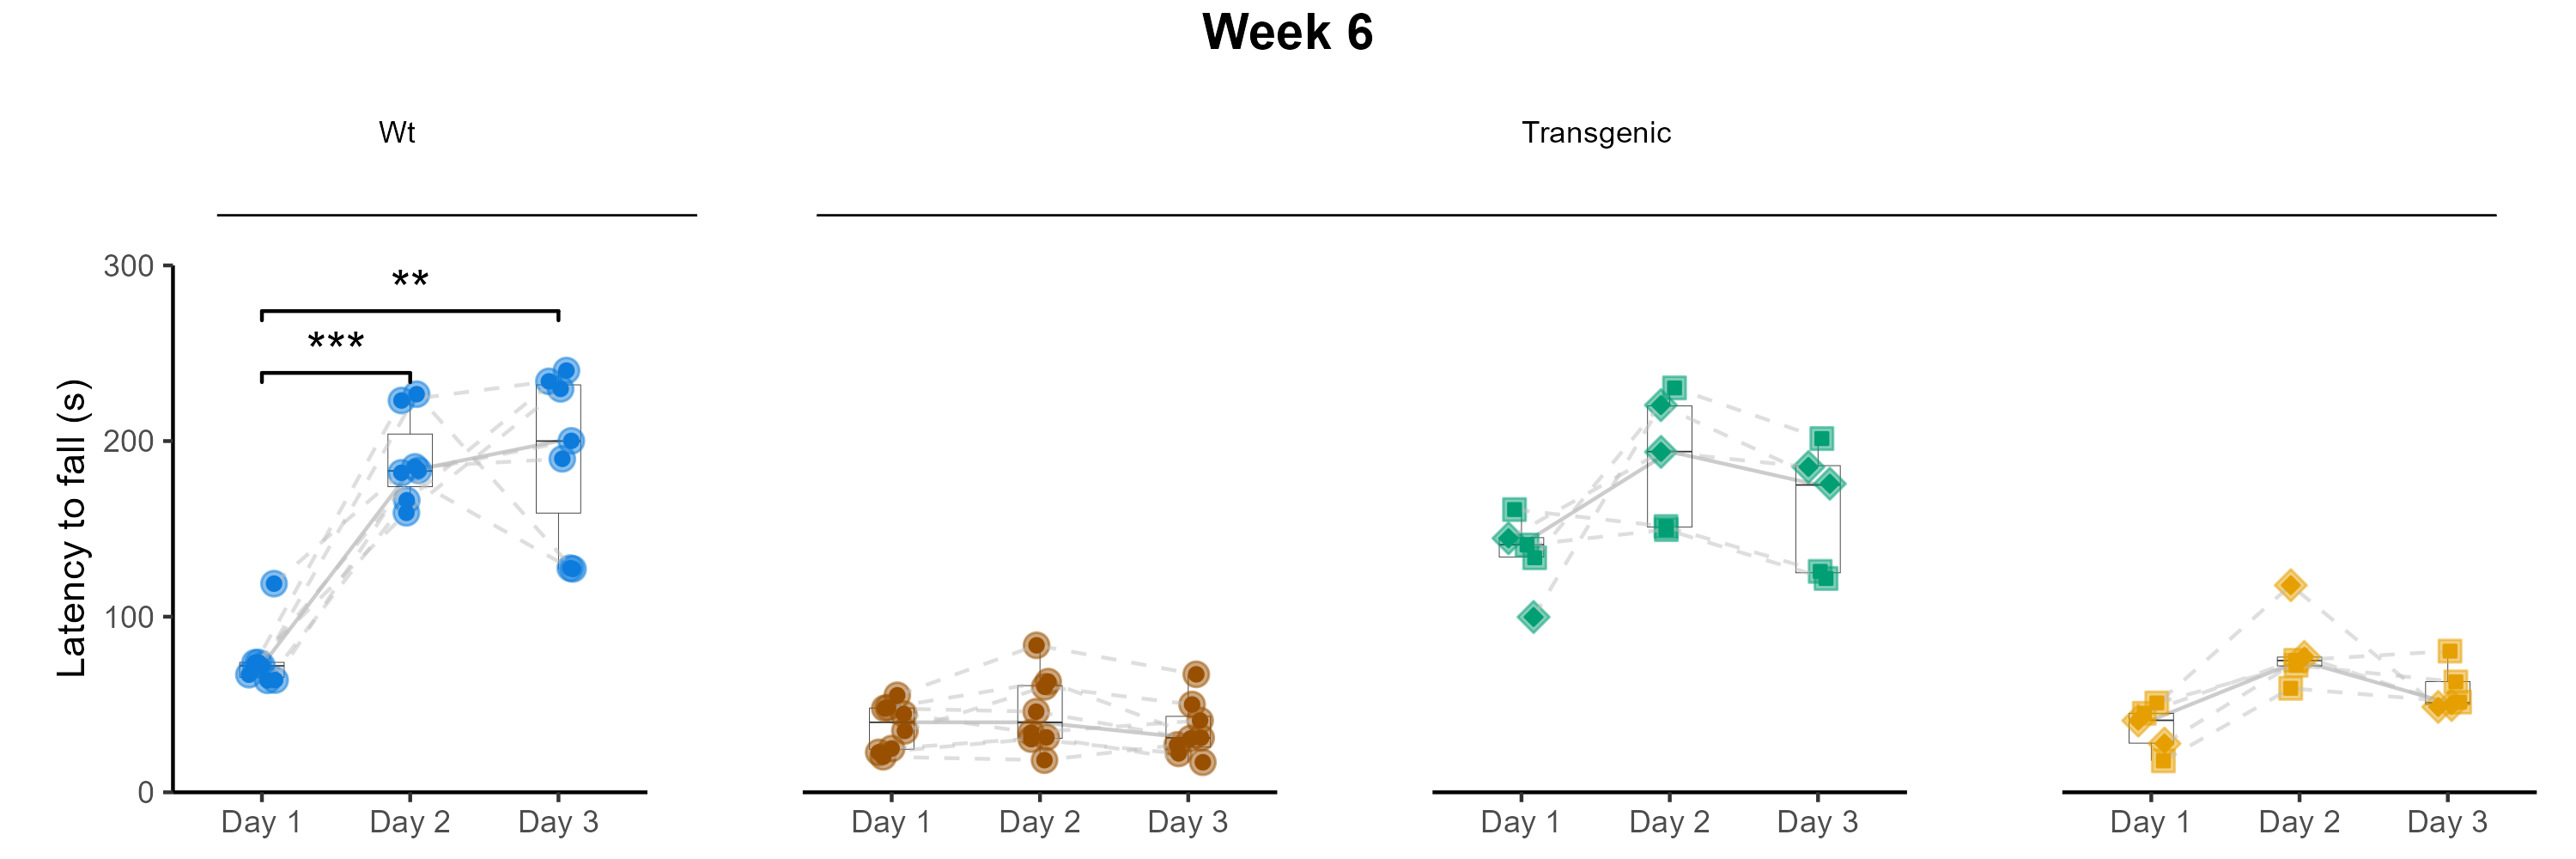 Week 6
Wt
Transgenic
**
***
300
200
100
0
Latency to fall (s)
Day 1 Day 2 Day 3
Day 1 Day 2 Day 3
Day 1 Day 2 Day 3
Day 1 Day 2 Day 3